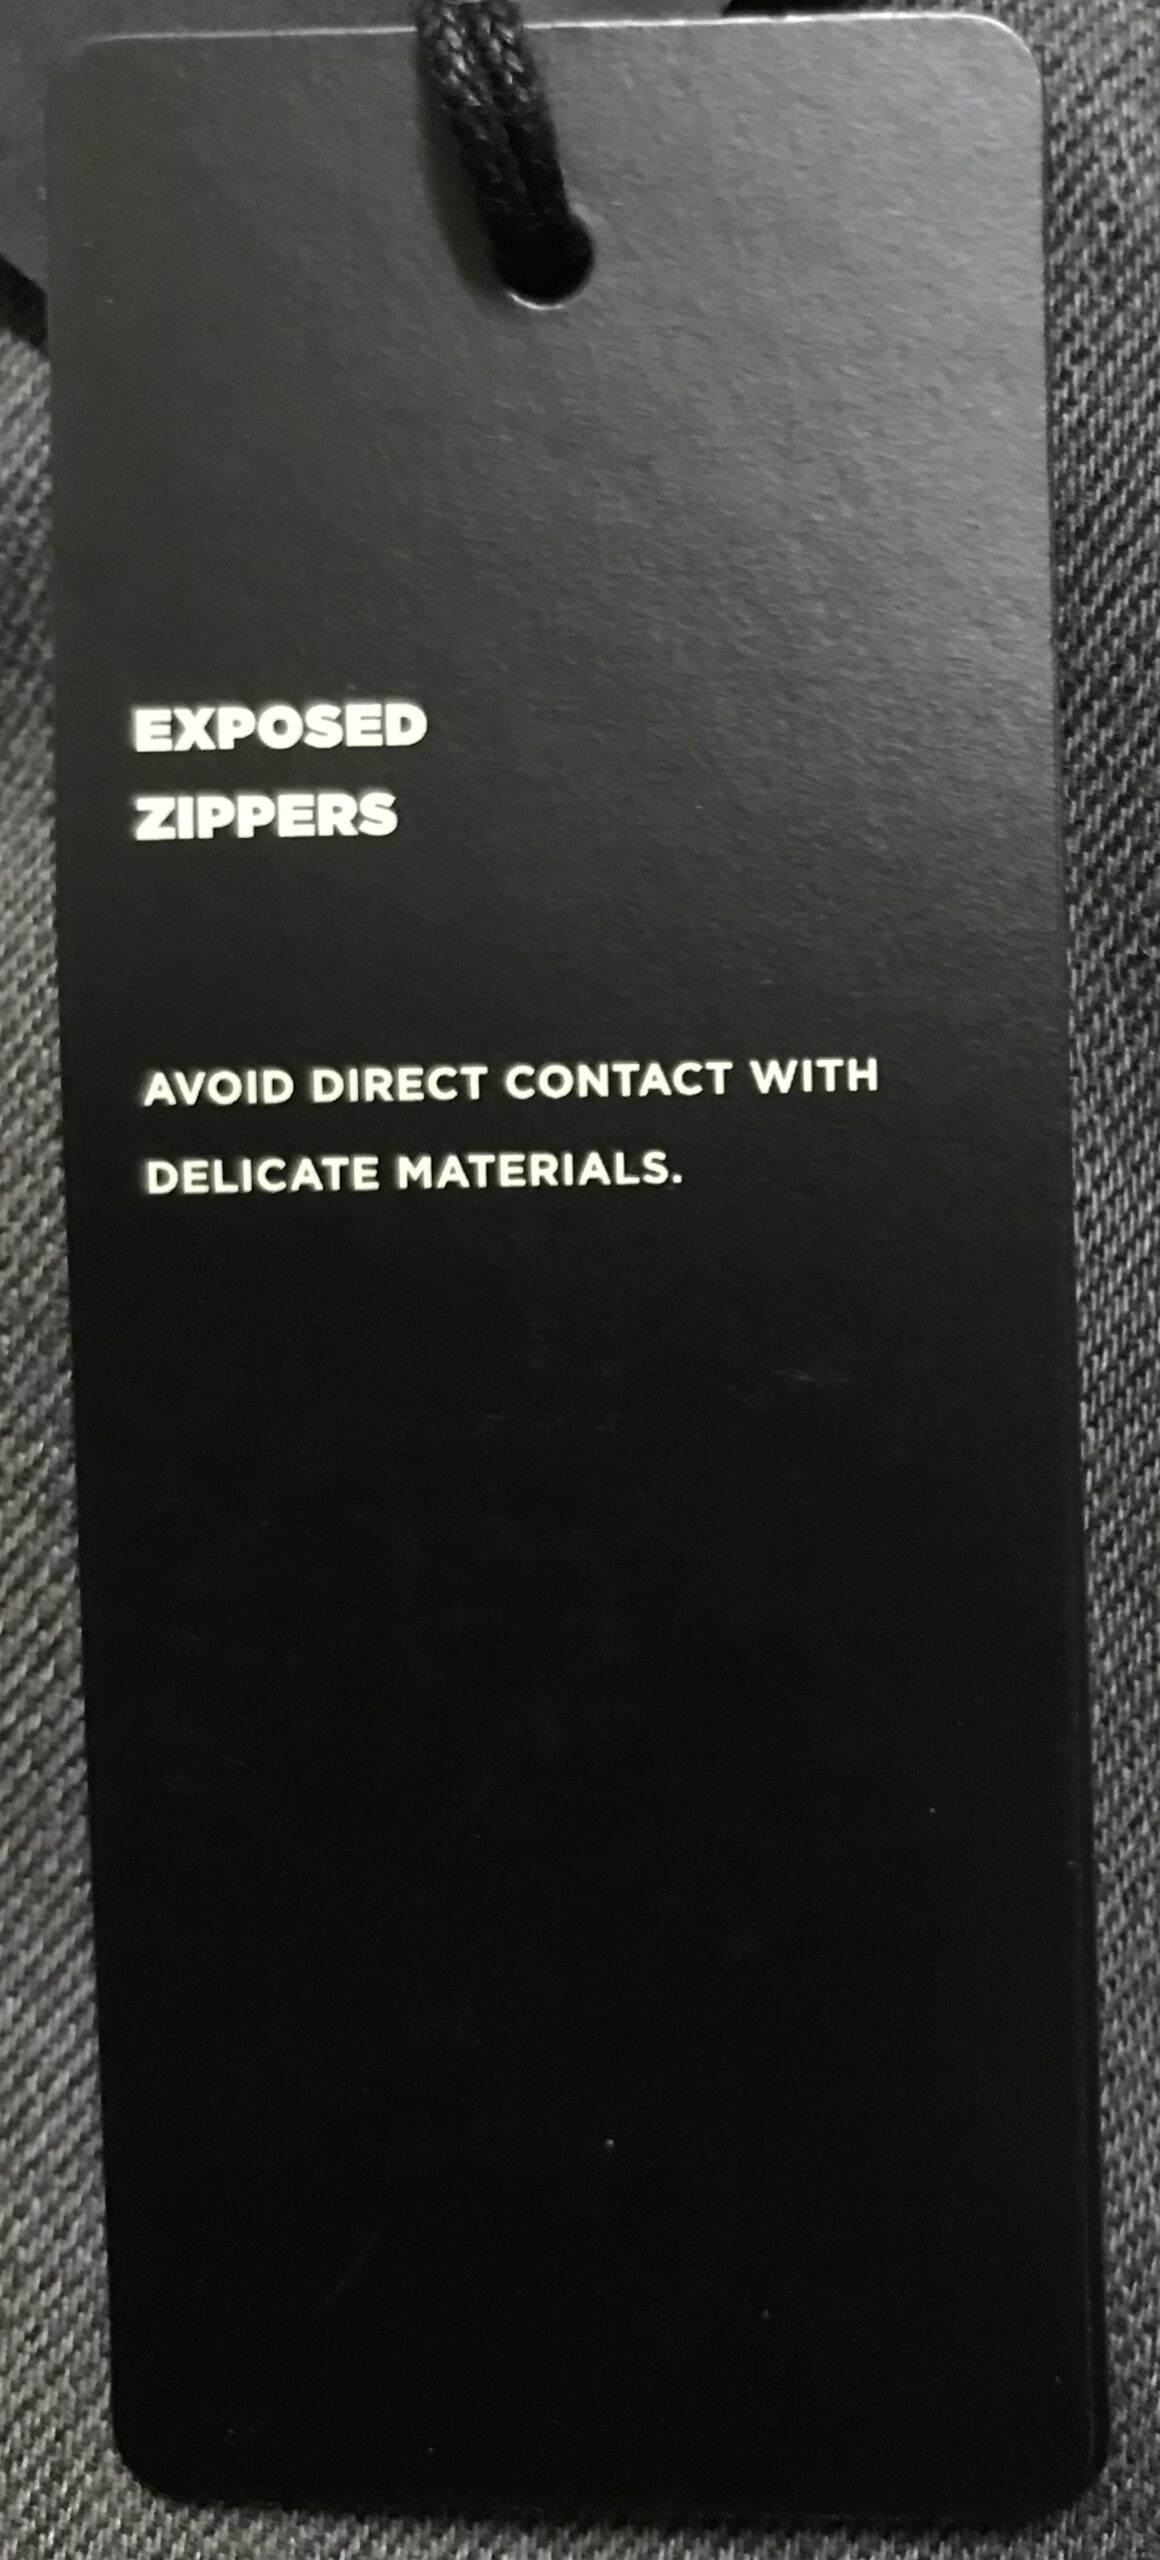 EXPOSED
ZIPPERS
AVOID DIRECT CONTACT WITH
DELICATE MATERIALS.